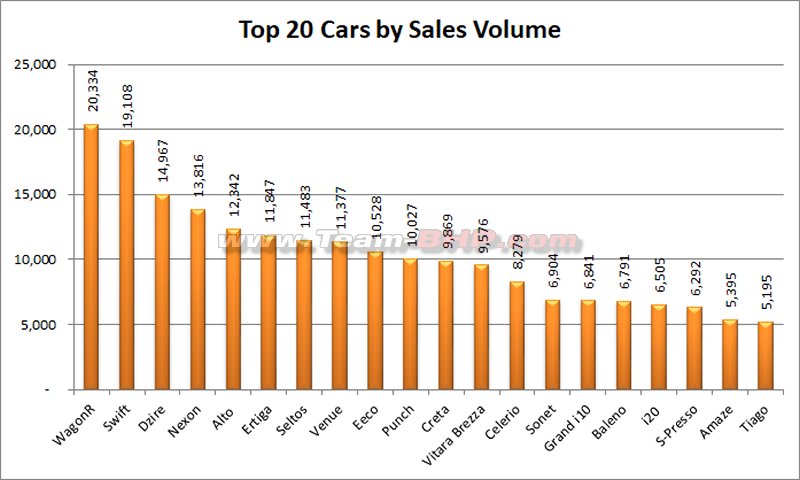 Top 20 Cars by Sales Volume
25,000
20,000
15,000
10,000
5,000
-
20,334
19,108
14,967
13,816
12,342
11,847
11,483
11,377
10,528
10,027
9,869
9,576
8,279
6,904
6,841
6,791
6,505
6,292
5,395
5,195
www.Team-BHP.com
WagonR
Swift
Dzire
Nexon
Alto
Ertiga
Seltos
Venue
Eeco
Punch
Creta
Vitara Brezza
Celerio
Sonet
Grand i10
Baleno
i20
S-Presso
Amaze
Tiago